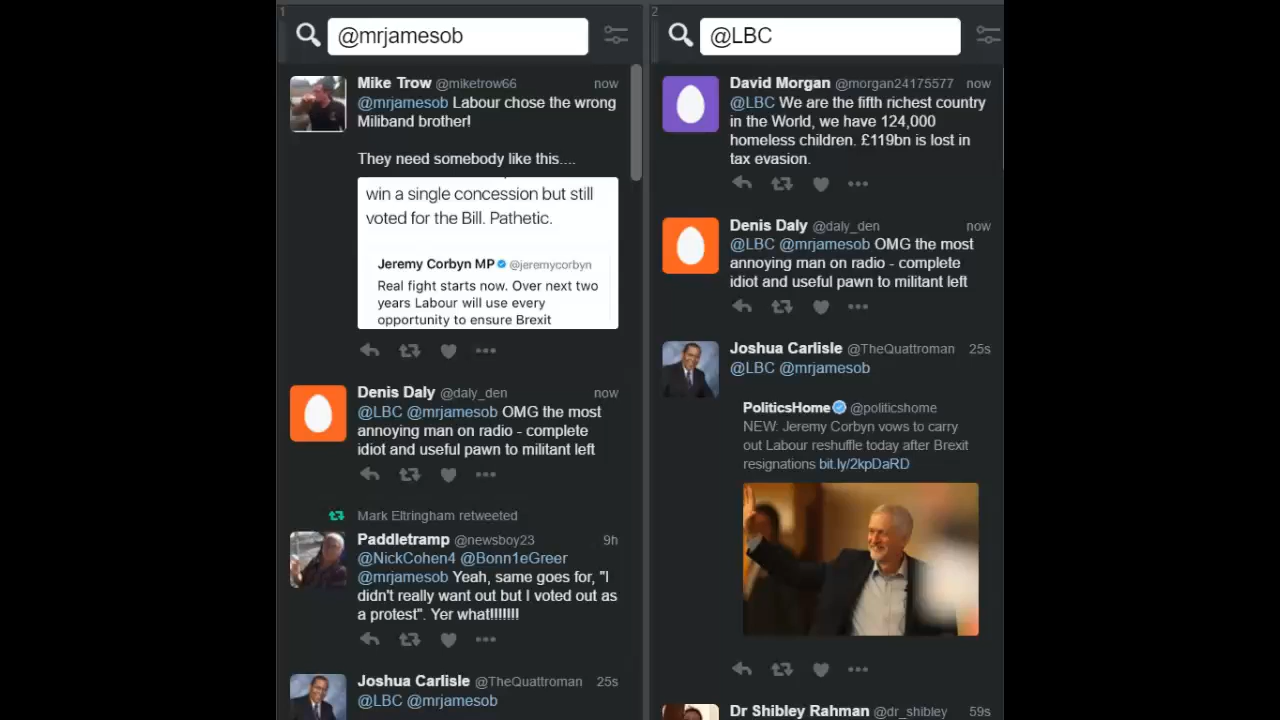 1
@mrjamesob
Mike Trow @miketrow66 now
@mrjamesob Labour chose the wrong
Miliband brother!
They need somebody like this....
win a single concession but still
voted for the Bill. Pathetic.
Jeremy Corbyn MP @jeremycorbyn
Real fight starts now. Over next two
years Labour will use every
opportunity to ensure Brexit
Denis Daly @daly_den now
@LBC @mrjamesob OMG the most
annoying man on radio - complete
idiot and useful pawn to militant left
Mark Eltringham retweeted
Paddletramp @newsboy23 9h
@NickCohen4 @Bonn1eGreer
@mrjamesob Yeah, same goes for, "I
didn't really want out but I voted out as
a protest". Yer what!!!!!!!
Joshua Carlisle @TheQuattroman 25s
@LBC @mrjamesob
2
@LBC
David Morgan @morgan24175577 now
@LBC We are the fifth richest country
in the World, we have 124,000
homeless children. £119bn is lost in
tax evasion.
Denis Daly @daly_den now
@LBC @mrjamesob OMG the most
annoying man on radio - complete
idiot and useful pawn to militant left
Joshua Carlisle @TheQuattroman 25s
@LBC @mrjamesob
PoliticsHome @politicshome
NEW: Jeremy Corbyn vows to carry
out Labour reshuffle today after Brexit
resignations bit.ly/2kpDaRD
Dr Shibley Rahman @dr_shibley 59s